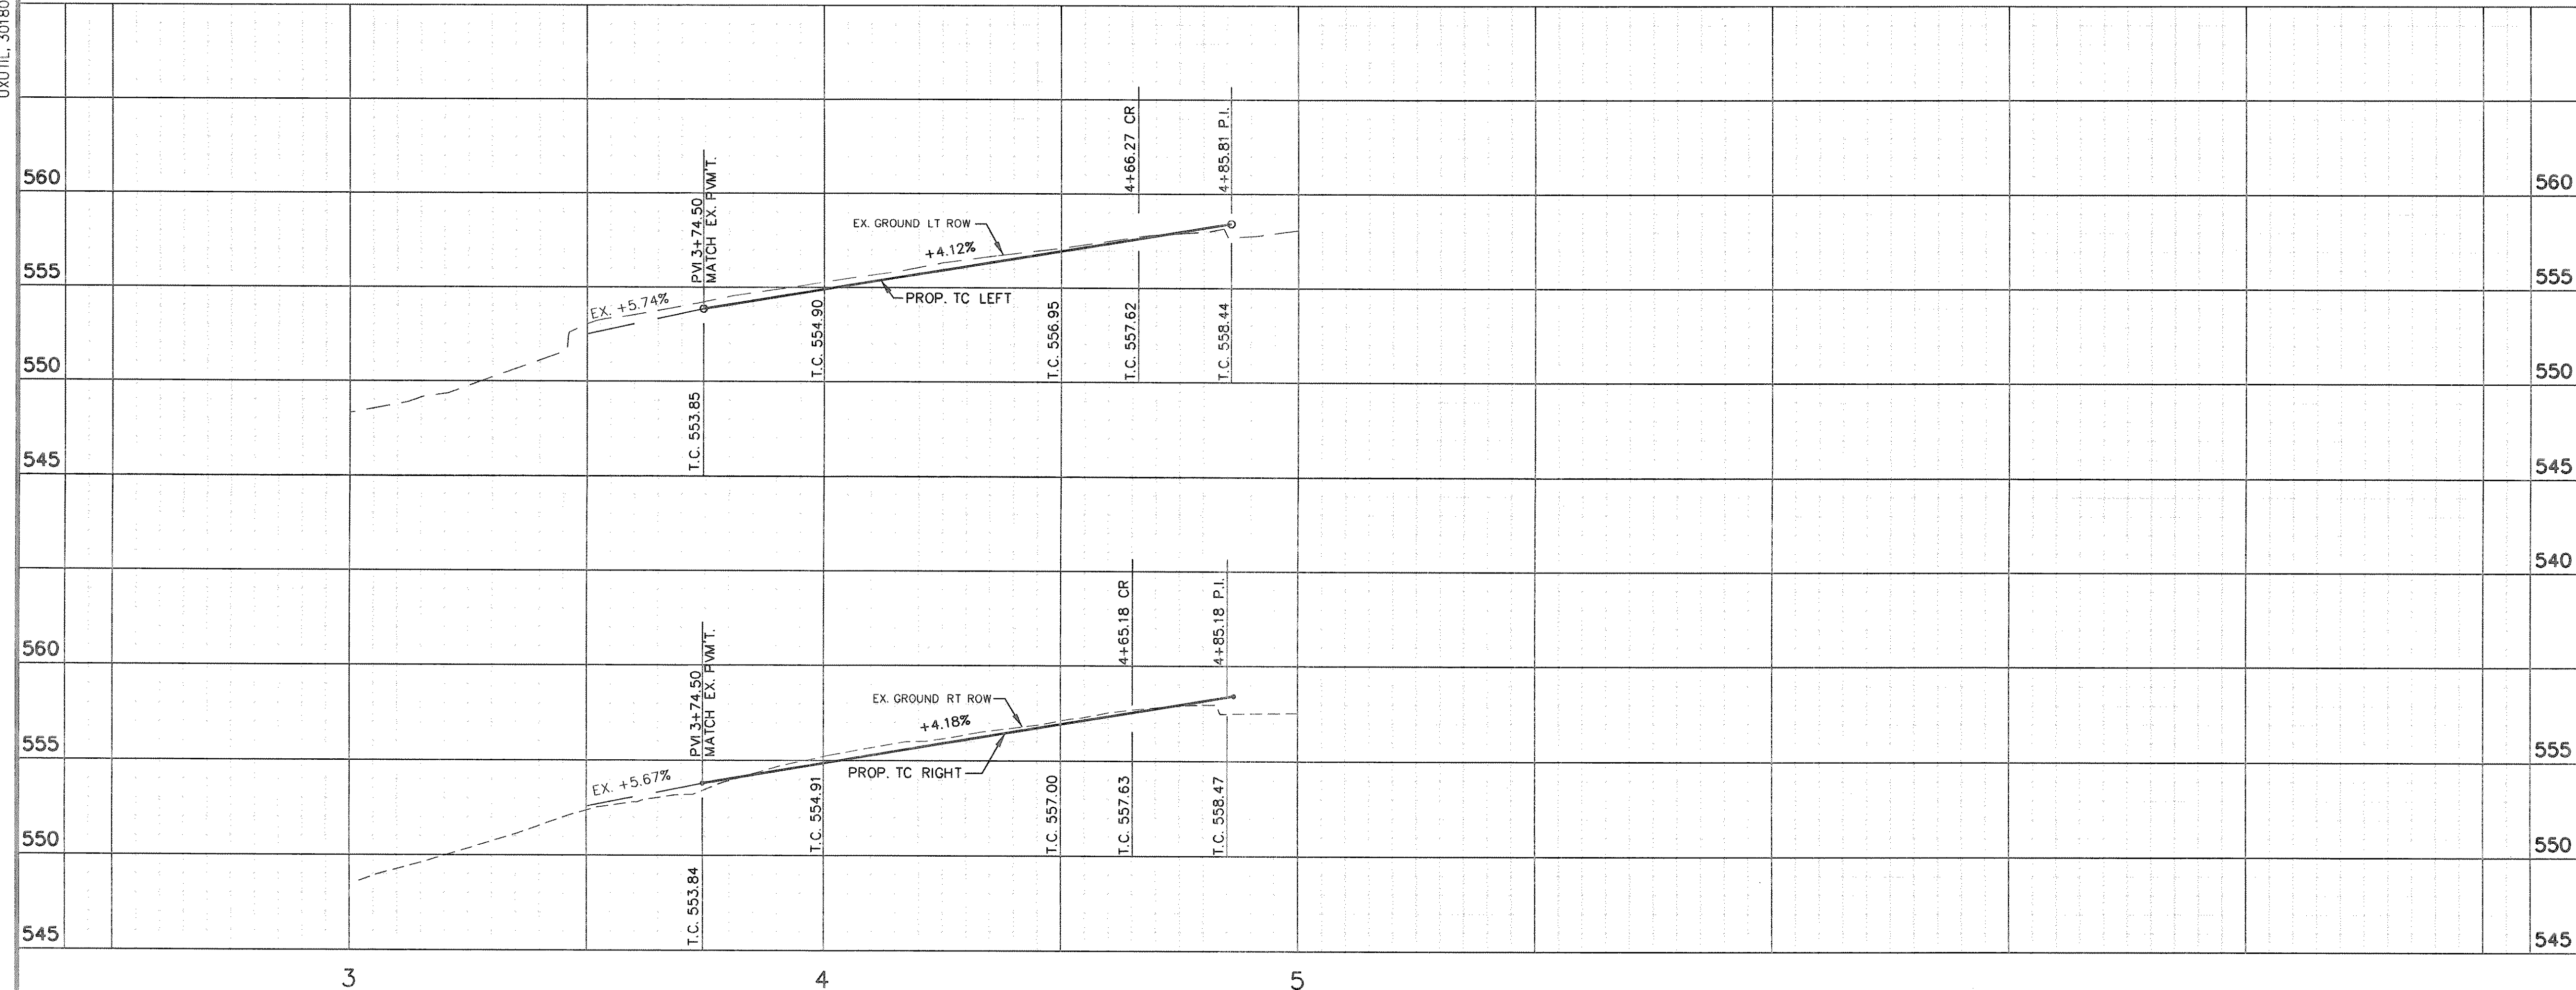 UXUTIL, 30180
560
555
550
545
PVI 3+74.50
MATCH EX. PVM'T.
4+66.27 CR
4+85.81 P.I.
EX. GROUND LT ROW
+4.12%
EX. +5.74%
PROP. TC LEFT
T.C. 553.85
T.C. 554.90
T.C. 556.95
T.C. 557.62
T.C. 558.44
560
555
550
545
540
560
555
550
545
PVI 3+74.50
MATCH EX. PVM'T.
4+65.18 CR
4+85.18 P.I.
EX. GROUND RT ROW
+4.18%
EX. +5.67%
PROP. TC RIGHT
T.C. 553.84
T.C. 554.91
T.C. 557.00
T.C. 557.63
T.C. 558.47
560
555
550
545
3 4 5